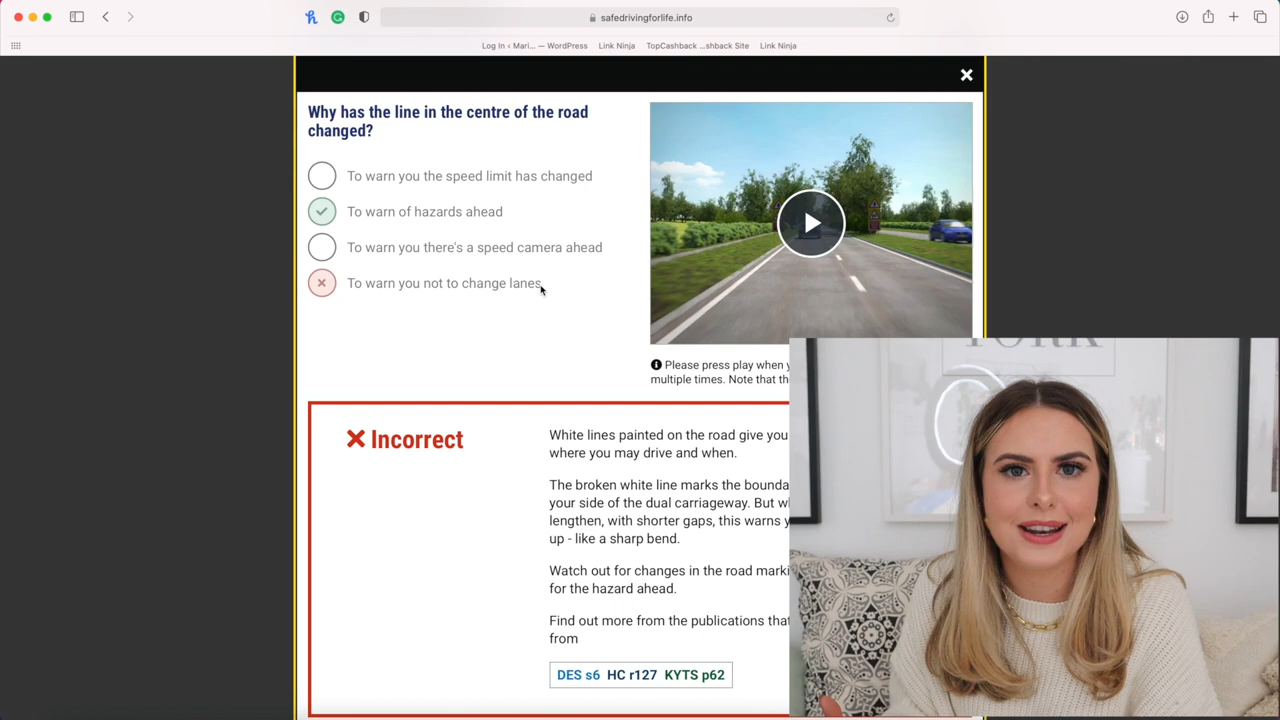 safedrivingforlife.info
Log In ‹ Mari... — WordPress Link Ninja TopCashback ...shback Site Link Ninja
Why has the line in the centre of the road
changed?
To warn you the speed limit has changed
To warn of hazards ahead
To warn you there's a speed camera ahead
To warn you not to change lanes
Please press play when
multiple times. Note that
YORK
Incorrect
White lines painted on the road give you
where you may drive and when.
The broken white line marks the
your side of the dual carriageway. But
lengthen, with shorter gaps, this warns
up - like a sharp bend.
Watch out for changes in the road
for the hazard ahead.
Find out more from the publications
from
DES s6 HC r127 KYTS p62